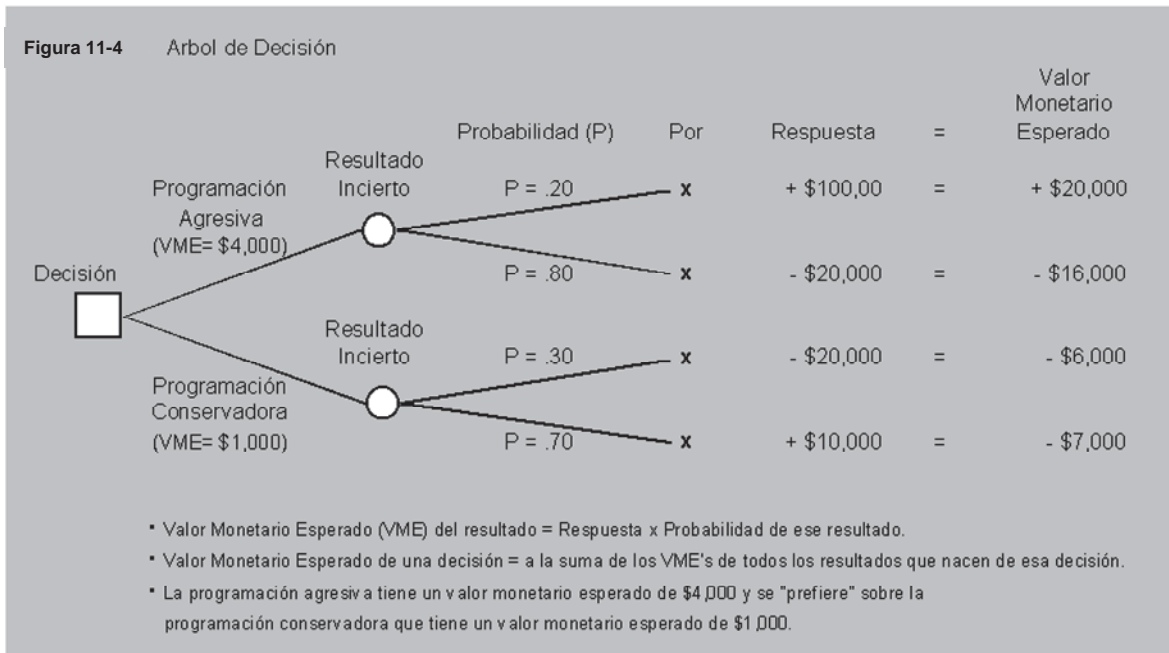 Figura 11-4 Arbol de Decisión
Valor
Monetario
Probabilidad (P) Por Respuesta = Esperado
Resultado
Programación Incierto P = .20 x + $100,00 = + $20,000
Agresiva
(VME= $4,000)
Decisión P = .80 x - $20,000 = - $16,000
Resultado
Incierto P = .30 x - $20,000 = - $6,000
Programación
Conservadora
(VME= $1,000) P = .70 x + $10,000 = - $7,000
• Valor Monetario Esperado (VME) del resultado = Respuesta x Probabilidad de ese resultado.
• Valor Monetario Esperado de una decisión = a la suma de los VME's de todos los resultados que nacen de esa decisión.
• La programación agresiva tiene un valor monetario esperado de $4,000 y se "prefiere" sobre la
programación conservadora que tiene un valor monetario esperado de $1,000.